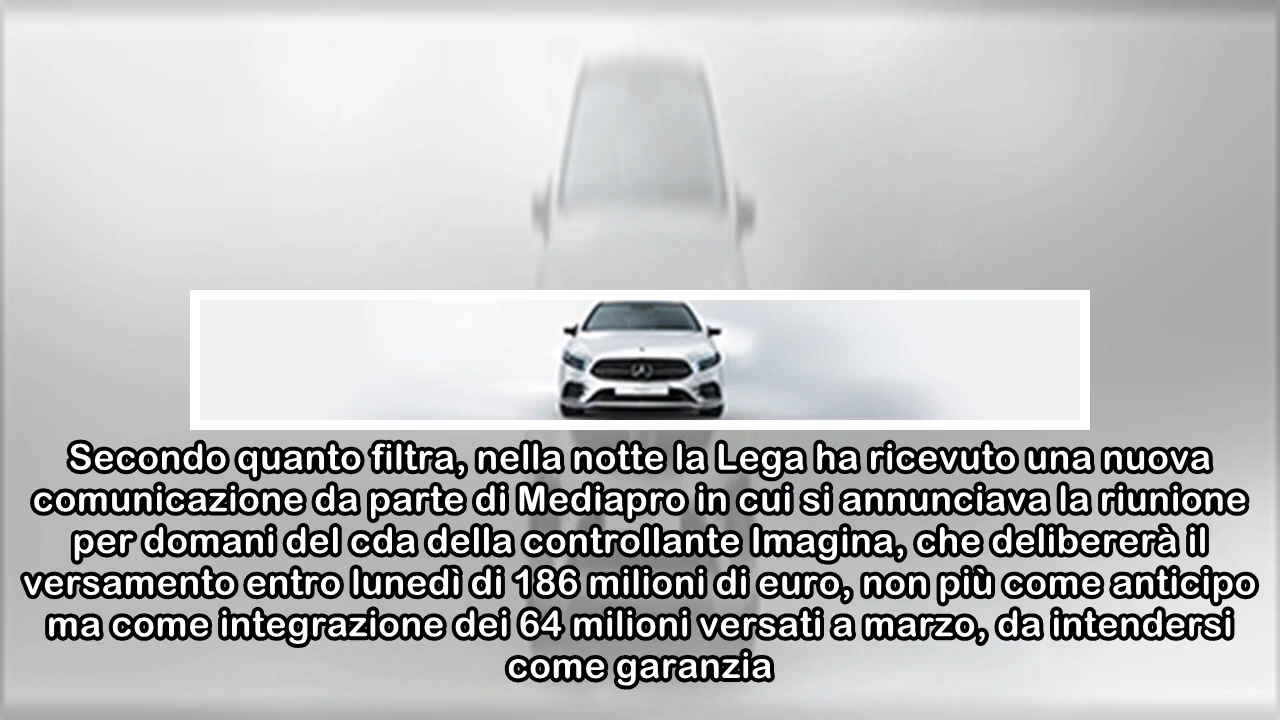 Secondo quanto filtra, nella notte la Lega ha ricevuto una nuova
comunicazione da parte di Mediapro in cui si annunciava la riunione
per domani del cda della controllante Imagina, che delibererà il
versamento entro lunedì di 186 milioni di euro, non più come anticipo
ma come integrazione dei 64 milioni versati a marzo, da intendersi
come garanzia